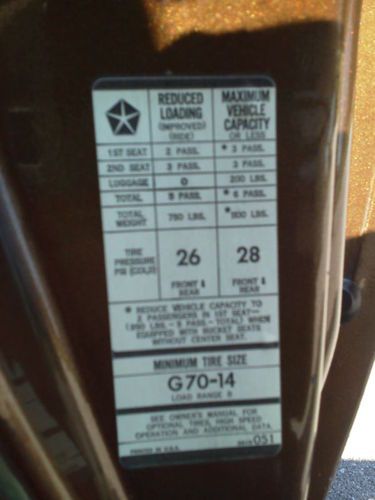 REDUCED LOADING (IMPROVED) (RIDE)
MAXIMUM VEHICLE CAPACITY OR LESS
1ST SEAT 2 PASS. * 3 PASS.
2ND SEAT 3 PASS. 3 PASS.
LUGGAGE 0 200 LBS.
TOTAL 5 PASS. * 6 PASS.
TOTAL WEIGHT 750 LBS. * 1100 LBS.
TIRE PRESSURE PSI (COLD) 26 FRONT & REAR 28 FRONT & REAR
* REDUCE VEHICLE CAPACITY TO
2 PASSENGERS IN 1ST SEAT—
(950 LBS. - 5 PASS. - TOTAL) WHEN
EQUIPPED WITH BUCKET SEATS
WITHOUT CENTER SEAT.
MINIMUM TIRE SIZE
G70-14
LOAD RANGE B
SEE OWNER'S MANUAL FOR
OPTIONAL TIRES, HIGH SPEED
OPERATION AND ADDITIONAL DATA.
PRINTED IN U.S.A. 051